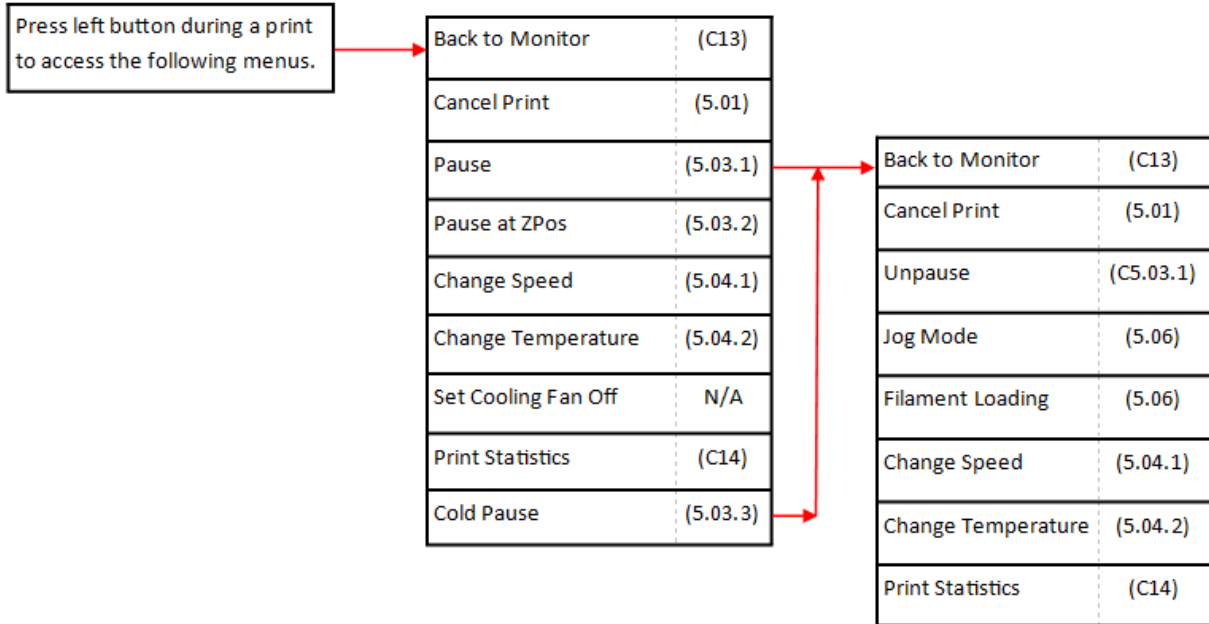 Press left button during a print
to access the following menus.
Back to Monitor (C13)
Cancel Print (5.01)
Pause (5.03.1)
Pause at ZPos (5.03.2)
Change Speed (5.04.1)
Change Temperature (5.04.2)
Set Cooling Fan Off N/A
Print Statistics (C14)
Cold Pause (5.03.3)
Back to Monitor (C13)
Cancel Print (5.01)
Unpause (C5.03.1)
Jog Mode (5.06)
Filament Loading (5.06)
Change Speed (5.04.1)
Change Temperature (5.04.2)
Print Statistics (C14)